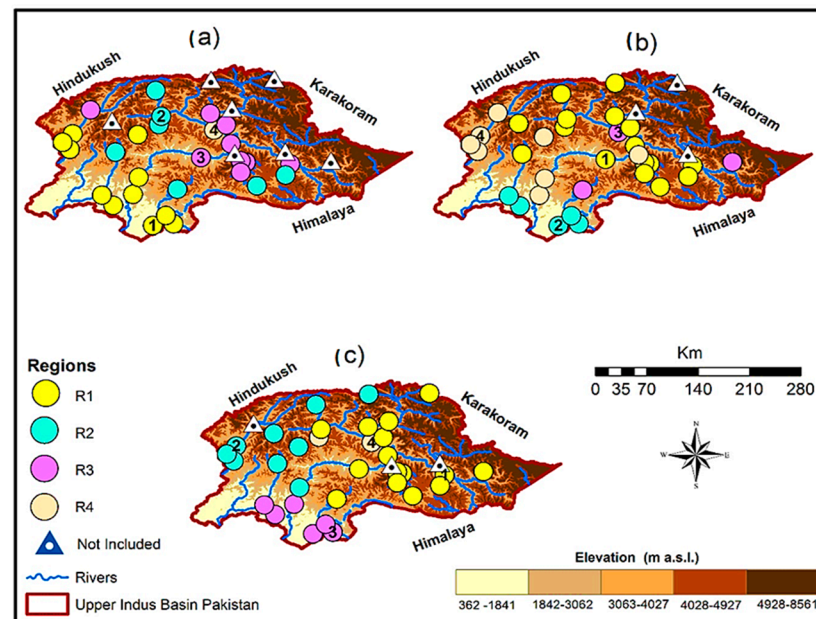 (a)
Hindukush
Karakoram
2
4
3
1
Himalaya
(b)
Hindukush
Karakoram
4
3
1
2
Himalaya
(c)
Hindukush
Karakoram
2
4
1
3
Himalaya
Regions
R1
R2
R3
R4
Not Included
Rivers
Upper Indus Basin Pakistan
Km
0 35 70 140 210 280
N
W E
S
Elevation (m a.s.l.)
362 -1841 1842-3062 3063-4027 4028-4927 4928-8561